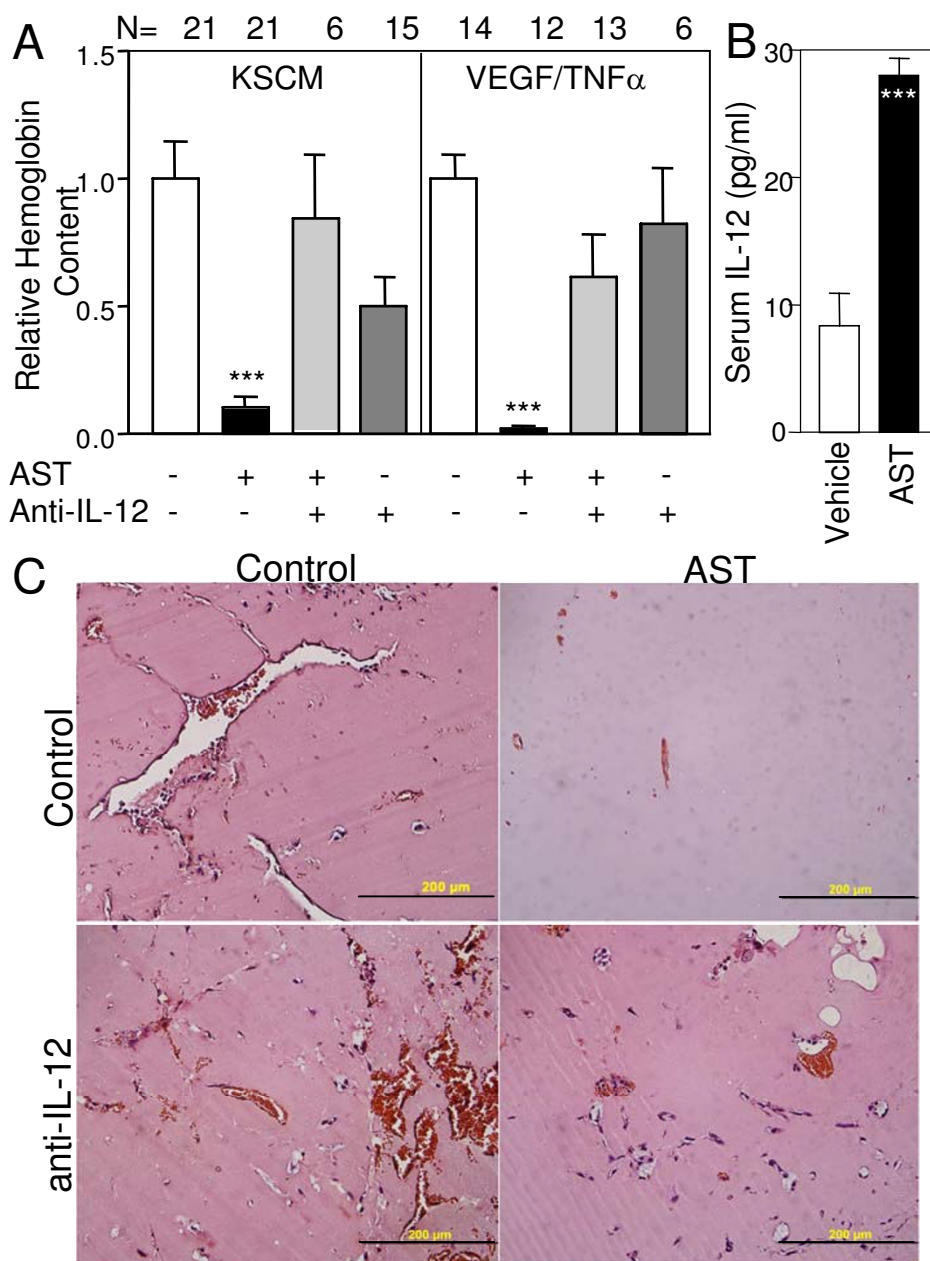 A
N= 21 21 6 15 14 12 13 6
KSCM VEGF/TNFα
Relative Hemoglobin
Content
1.5
1.0
0.5
0.0
***
***
AST - + + - - + + -
Anti-IL-12 - - + + - - + +
B
Serum IL-12 (pg/ml)
30
20
10
0
***
Vehicle
AST
C
Control AST
Control
200 µm
200 µm
anti-IL-12
200 µm
200 µm